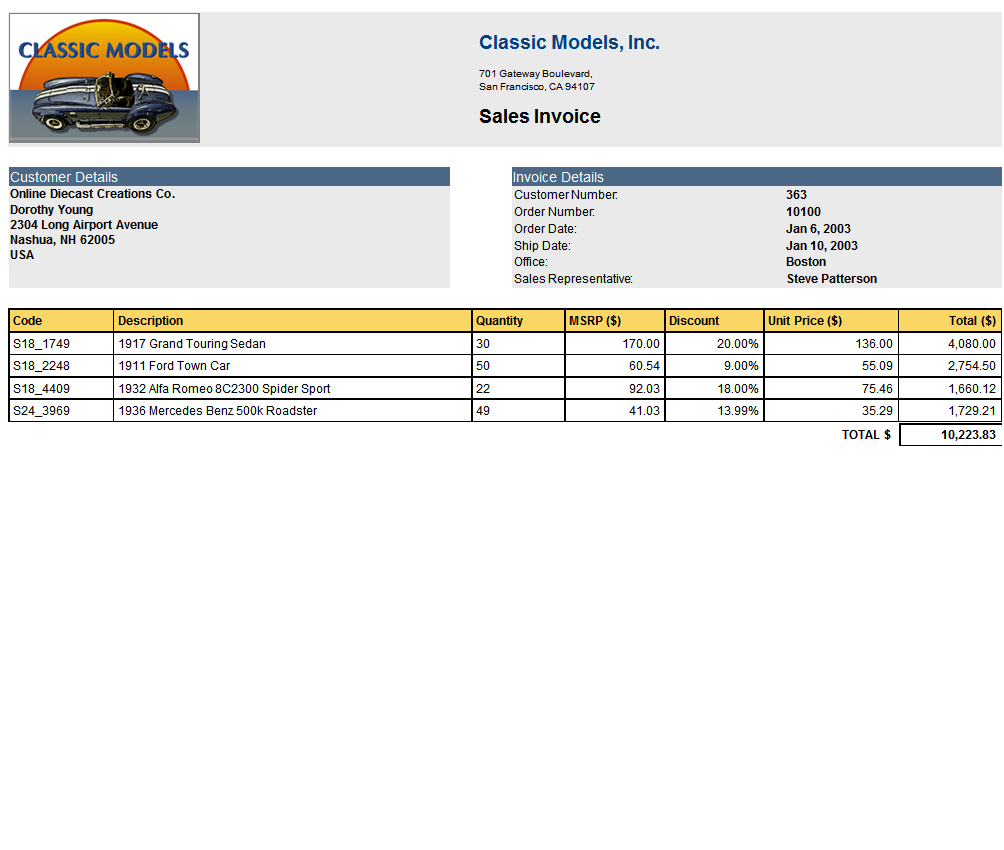 CLASSIC MODELS
Classic Models, Inc.
701 Gateway Boulevard,
San Francisco, CA 94107
Sales Invoice
Customer Details
Online Diecast Creations Co.
Dorothy Young
2304 Long Airport Avenue
Nashua, NH 62005
USA
Invoice Details
Customer Number: 363
Order Number: 10100
Order Date: Jan 6, 2003
Ship Date: Jan 10, 2003
Office: Boston
Sales Representative: Steve Patterson
Code Description Quantity MSRP ($) Discount Unit Price ($) Total ($)
S18_1749 1917 Grand Touring Sedan 30 170.00 20.00% 136.00 4,080.00
S18_2248 1911 Ford Town Car 50 60.54 9.00% 55.09 2,754.50
S18_4409 1932 Alfa Romeo 8C2300 Spider Sport 22 92.03 18.00% 75.46 1,660.12
S24_3969 1936 Mercedes Benz 500k Roadster 49 41.03 13.99% 35.29 1,729.21
TOTAL $ 10,223.83